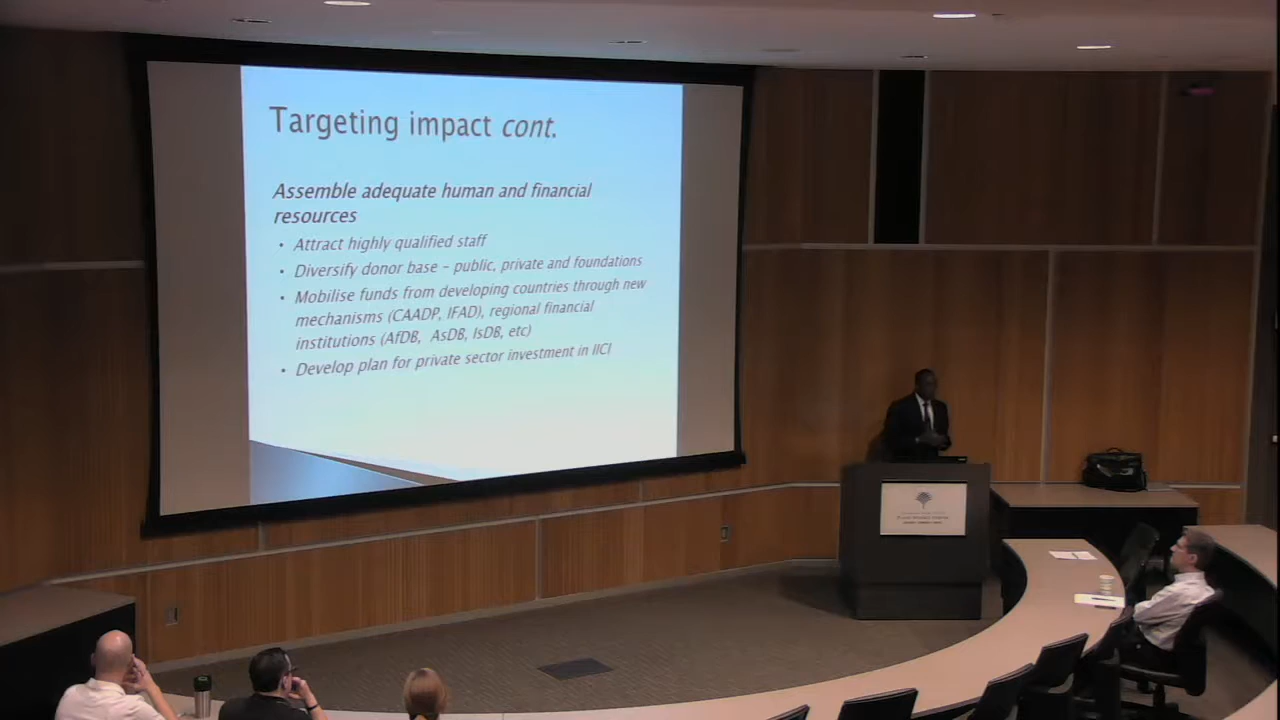 Targeting impact cont.
Assemble adequate human and financial
resources
• Attract highly qualified staff
• Diversify donor base – public, private and foundations
• Mobilise funds from developing countries through new
mechanisms (CAADP, IFAD), regional financial
institutions (AfDB, AsDB, IsDB, etc)
• Develop plan for private sector investment in IICI